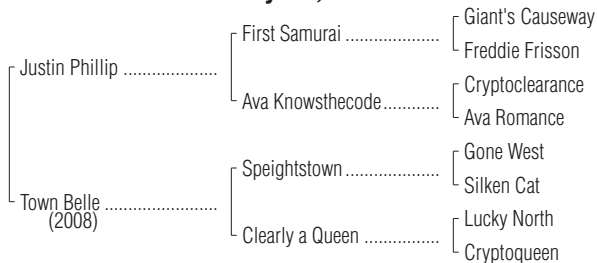 Giant's Causeway
First Samurai ...................
Freddie Frisson
Justin Phillip ...................
Cryptoclearance
Ava Knowsthecode............
Ava Romance
Gone West
Speightstown...................
Silken Cat
Town Belle .......................
(2008)
Lucky North
Clearly a Queen ...............
Cryptoqueen